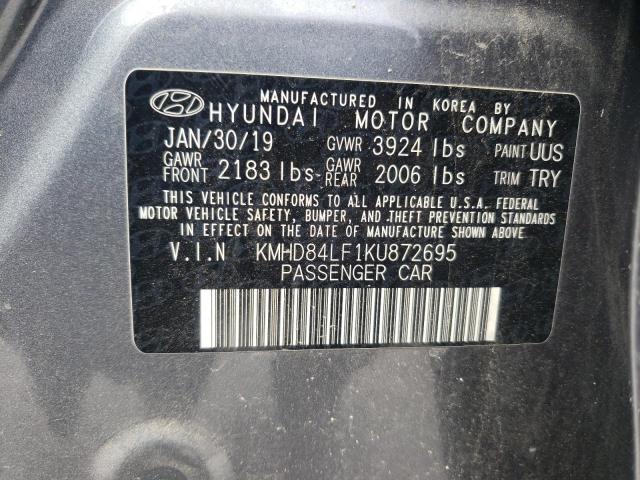 MANUFACTURED IN KOREA BY
HYUNDAI MOTOR COMPANY
JAN/30/19 GVWR 3924 lbs PAINT UUS
GAWR FRONT 2183 lbs GAWR REAR 2006 lbs TRIM TRY
THIS VEHICLE CONFORMS TO ALL APPLICABLE U.S.A. FEDERAL
MOTOR VEHICLE SAFETY, BUMPER, AND THEFT PREVENTION STANDARDS
IN EFFECT ON THE DATE OF MANUFACTURE SHOWN ABOVE
V.I.N KMHD84LF1KU872695
PASSENGER CAR